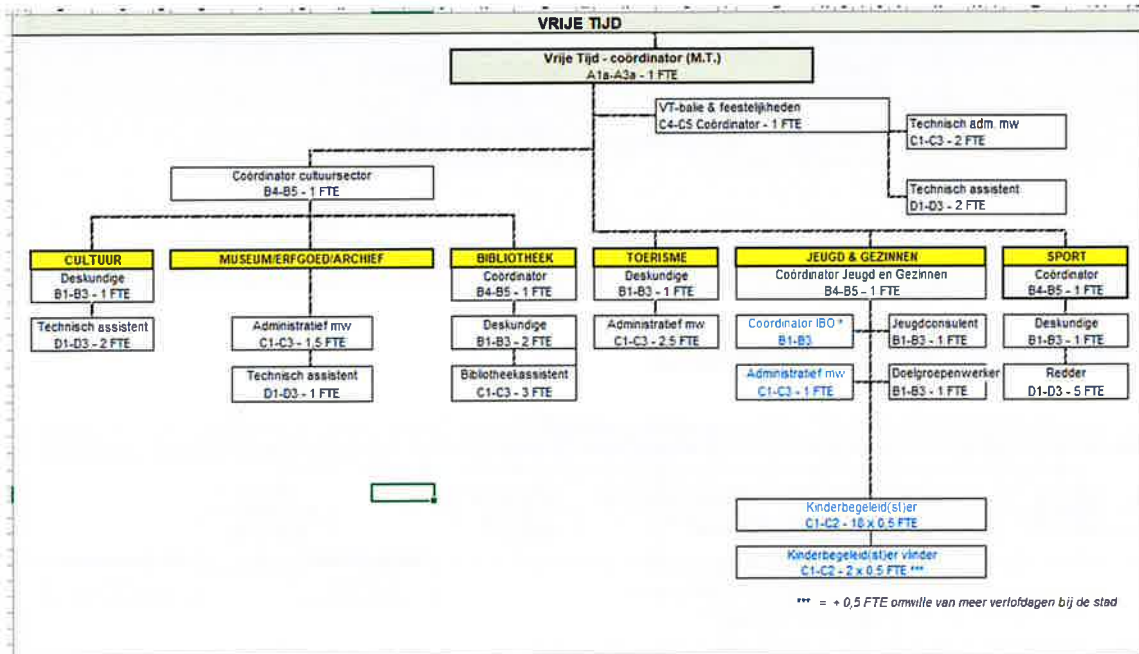 VRIJE TIJD
Vrije Tijd - coördinator (M.T.)
A1a-A3a - 1 FTE
VT-balie & feestelijkheden
C4-C5 Coördinator - 1 FTE
Technisch adm. mw
C1-C3 - 2 FTE
Technisch assistent
D1-D3 - 2 FTE
Coördinator cultuursector
B4-B5 - 1 FTE
CULTUUR
Deskundige
B1-B3 - 1 FTE
Technisch assistent
D1-D3 - 2 FTE
MUSEUM/ERFGOED/ARCHIEF
Administratief mw
C1-C3 - 1,5 FTE
Technisch assistent
D1-D3 - 1 FTE
BIBLIOTHEEK
Coördinator
B4-B5 - 1 FTE
Deskundige
B1-B3 - 2 FTE
Bibliotheekassistent
C1-C3 - 3 FTE
TOERISME
Deskundige
B1-B3 - 1 FTE
Administratief mw
C1-C3 - 2,5 FTE
JEUGD & GEZINNEN
Coördinator Jeugd en Gezinnen
B4-B5 - 1 FTE
Coördinator IBO *
B1-B3
Jeugdconsulent
B1-B3 - 1 FTE
Administratief mw
C1-C3 - 1 FTE
Doelgroepenwerker
B1-B3 - 1 FTE
Kinderbegeleid(st)er
C1-C2 - 18 x 0,5 FTE
Kinderbegeleid(st)er vlinder
C1-C2 - 2 x 0,5 FTE ***
SPORT
Coördinator
B4-B5 - 1 FTE
Deskundige
B1-B3 - 1 FTE
Redder
D1-D3 - 5 FTE
*** = + 0,5 FTE omwille van meer verlofdagen bij de stad